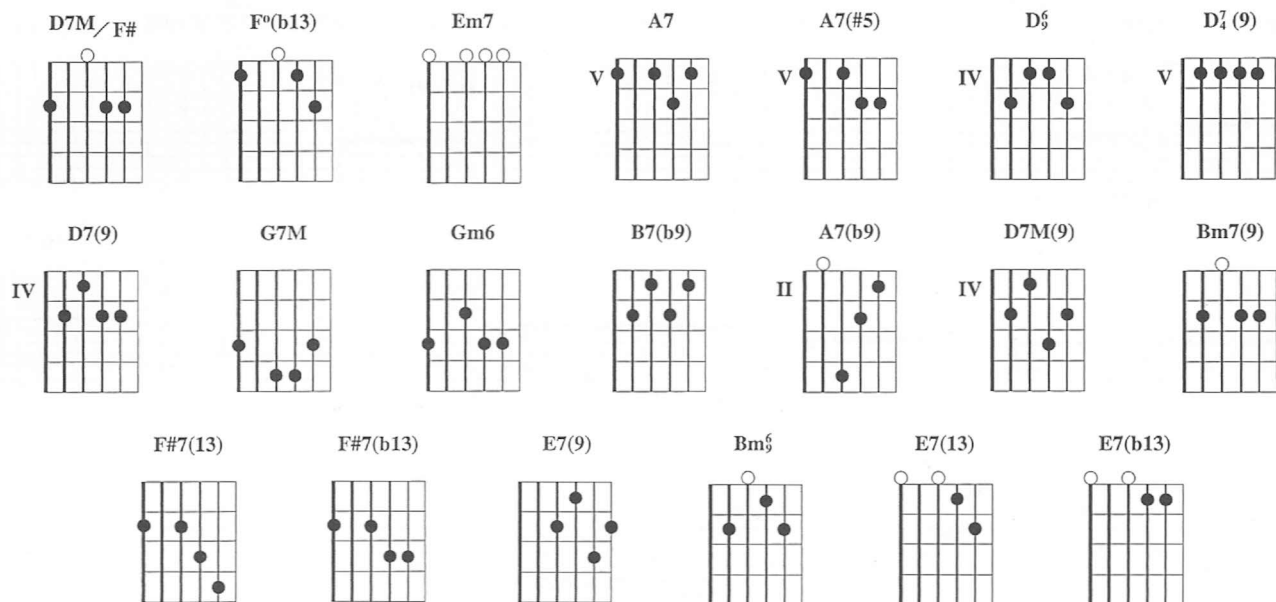 D7M/F# Fº(b13) Em7 A7 A7(#5) D6/9 D7/4(9)
V V IV V
D7(9) G7M Gm6 B7(b9) A7(b9) D7M(9) Bm7(9)
IV II IV
F#7(13) F#7(b13) E7(9) Bm6/9 E7(13) E7(b13)